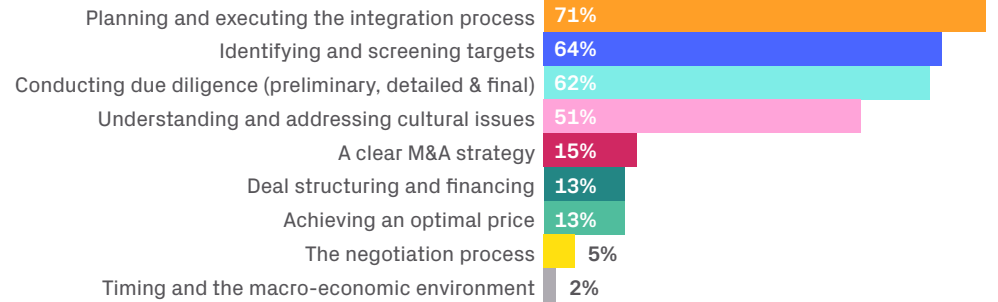 Planning and executing the integration process 71%
Identifying and screening targets 64%
Conducting due diligence (preliminary, detailed & final) 62%
Understanding and addressing cultural issues 51%
A clear M&A strategy 15%
Deal structuring and financing 13%
Achieving an optimal price 13%
The negotiation process 5%
Timing and the macro-economic environment 2%